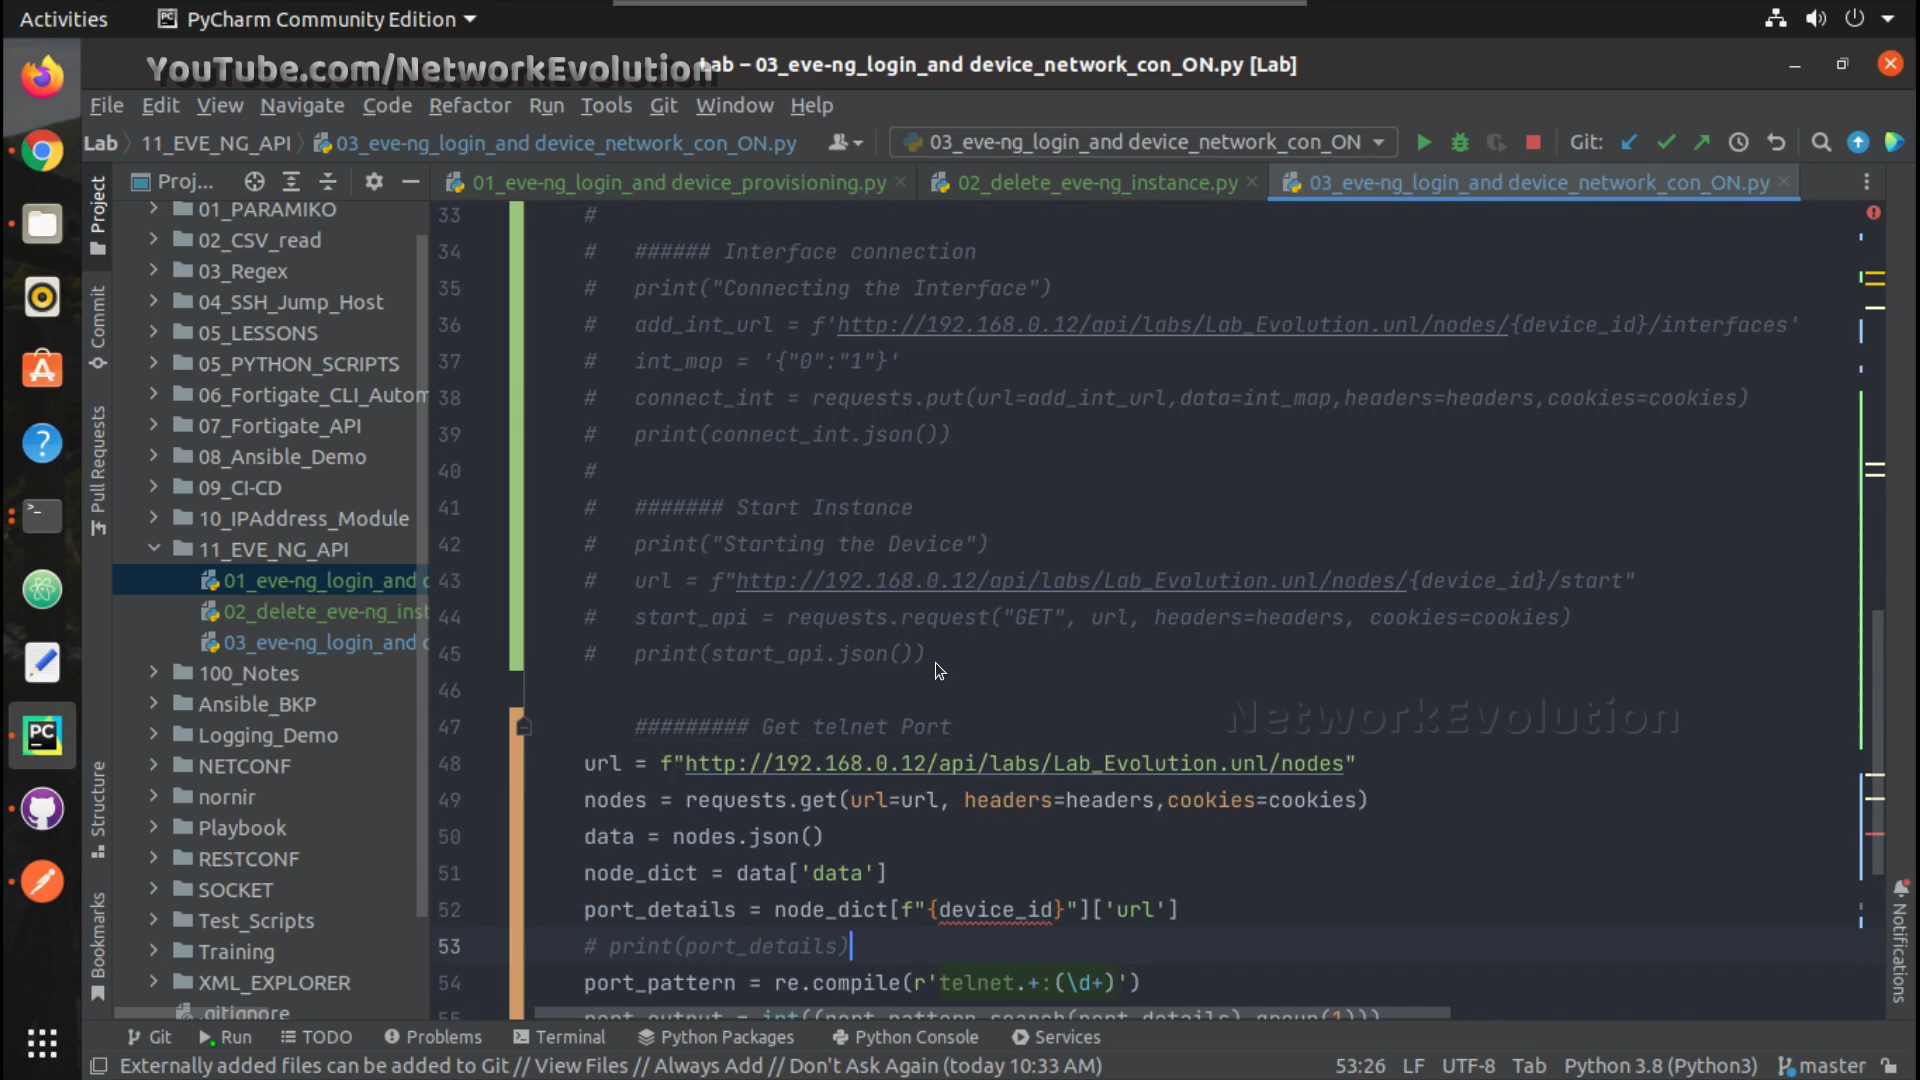 Activities
PyCharm Community Edition
YouTube.com/NetworkEvolution
Lab – 03_eve-ng_login_and device_network_con_ON.py [Lab]
File Edit View Navigate Code Refactor Run Tools Git Window Help
Lab 11_EVE_NG_API 03_eve-ng_login_and device_network_con_ON.py
03_eve-ng_login_and device_network_con_ON
Git:
Proj...
01_eve-ng_login_and device_provisioning.py
02_delete_eve-ng_instance.py
03_eve-ng_login_and device_network_con_ON.py
Project
Commit
Pull Requests
Structure
Bookmarks
01_PARAMIKO
02_CSV_read
03_Regex
04_SSH_Jump_Host
05_LESSONS
05_PYTHON_SCRIPTS
06_Fortigate_CLI_Autom
07_Fortigate_API
08_Ansible_Demo
09_CI-CD
10_IPAddress_Module
11_EVE_NG_API
01_eve-ng_login_and
02_delete_eve-ng_inst
03_eve-ng_login_and
100_Notes
Ansible_BKP
Logging_Demo
NETCONF
nornir
Playbook
RESTCONF
SOCKET
Test_Scripts
Training
XML_EXPLORER
.gitignore
33 #
34 # ###### Interface connection
35 # print("Connecting the Interface")
36 # add_int_url = f'http://192.168.0.12/api/labs/Lab_Evolution.unl/nodes/{device_id}/interfaces'
37 # int_map = '{"0":"1"}'
38 # connect_int = requests.put(url=add_int_url,data=int_map,headers=headers,cookies=cookies)
39 # print(connect_int.json())
40 #
41 # ####### Start Instance
42 # print("Starting the Device")
43 # url = f"http://192.168.0.12/api/labs/Lab_Evolution.unl/nodes/{device_id}/start"
44 # start_api = requests.request("GET", url, headers=headers, cookies=cookies)
45 # print(start_api.json())
46
47 ######### Get telnet Port
48 url = f"http://192.168.0.12/api/labs/Lab_Evolution.unl/nodes"
49 nodes = requests.get(url=url, headers=headers,cookies=cookies)
50 data = nodes.json()
51 node_dict = data['data']
52 port_details = node_dict[f"{device_id}"]['url']
53 # print(port_details)
54 port_pattern = re.compile(r'telnet.+:(\d+)')
55 port_output = int((port_pattern.search(port_details).group(1)))
NetworkEvolution
Notifications
Git Run TODO Problems Terminal Python Packages Python Console Services
Externally added files can be added to Git // View Files // Always Add // Don't Ask Again (today 10:33 AM)
53:26 LF UTF-8 Tab Python 3.8 (Python3) master